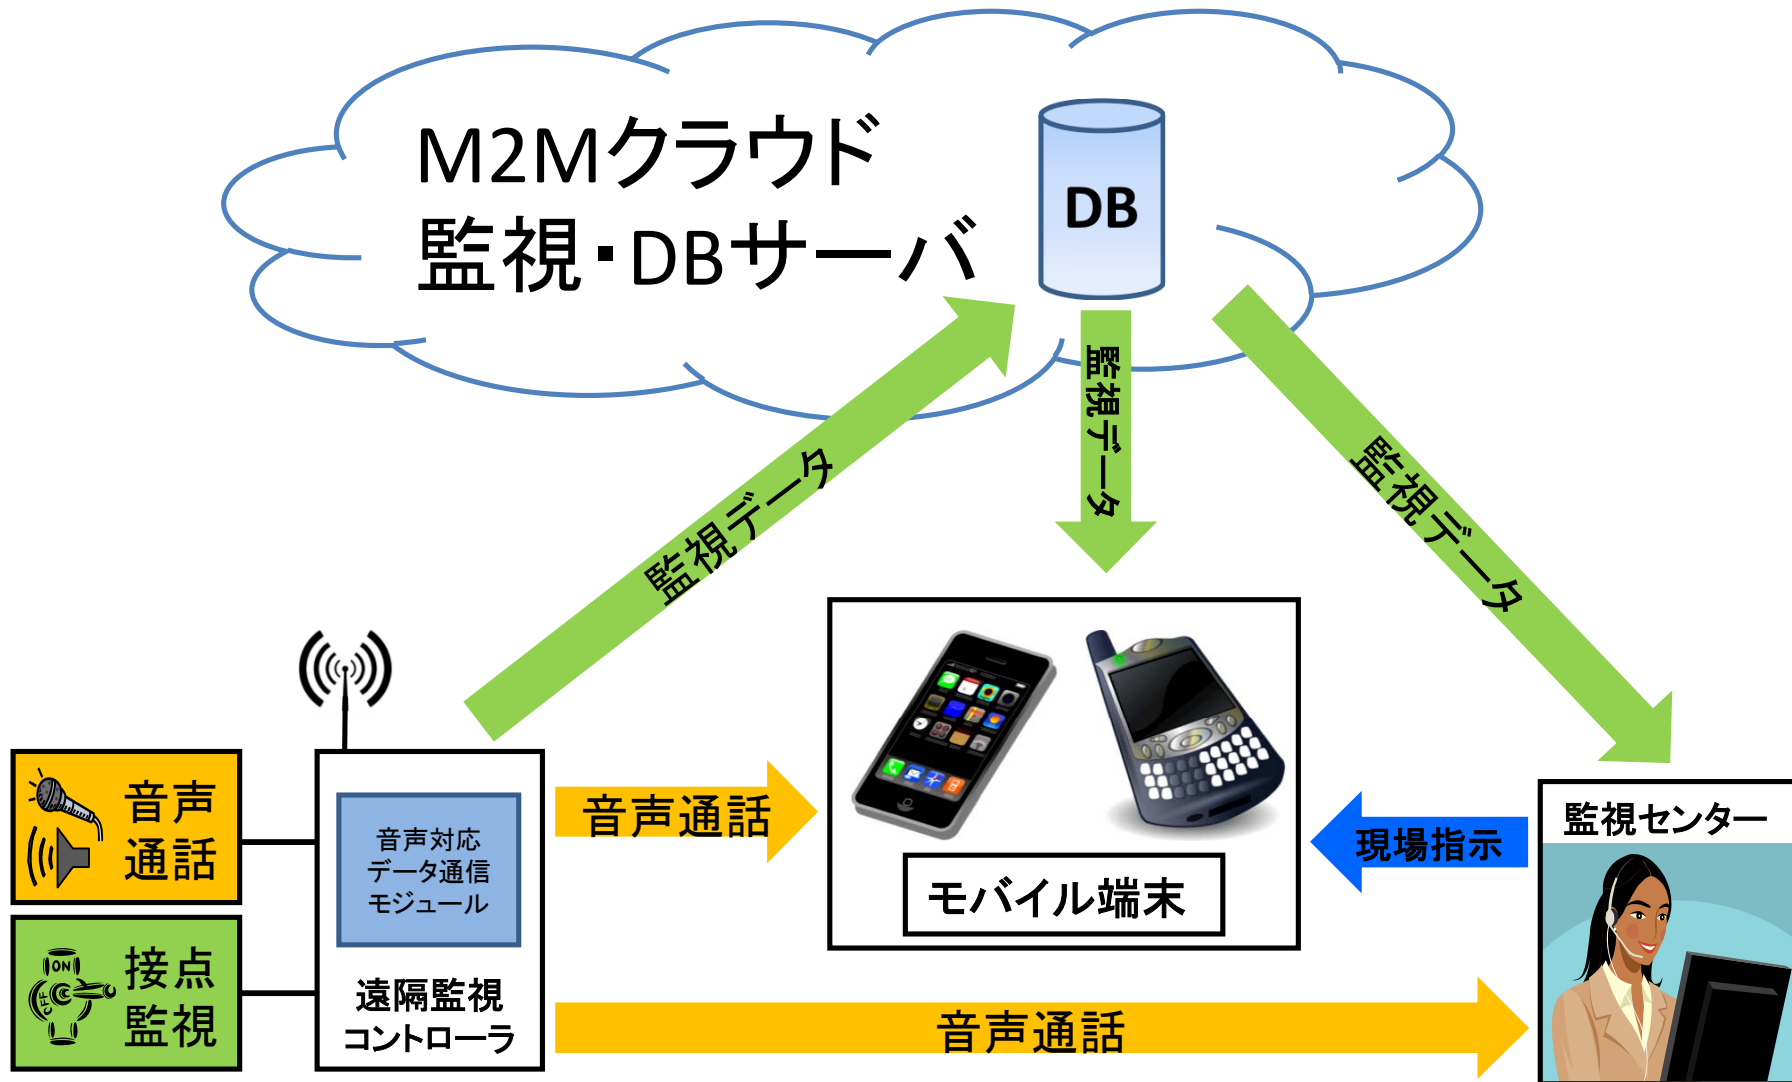 M2Mクラウド
監視・DBサーバ
DB
監視データ
監視データ
監視データ
音声
通話
接点
監視
ON
OFF
音声対応
データ通信
モジュール
遠隔監視
コントローラ
音声通話
モバイル端末
現場指示
監視センター
音声通話